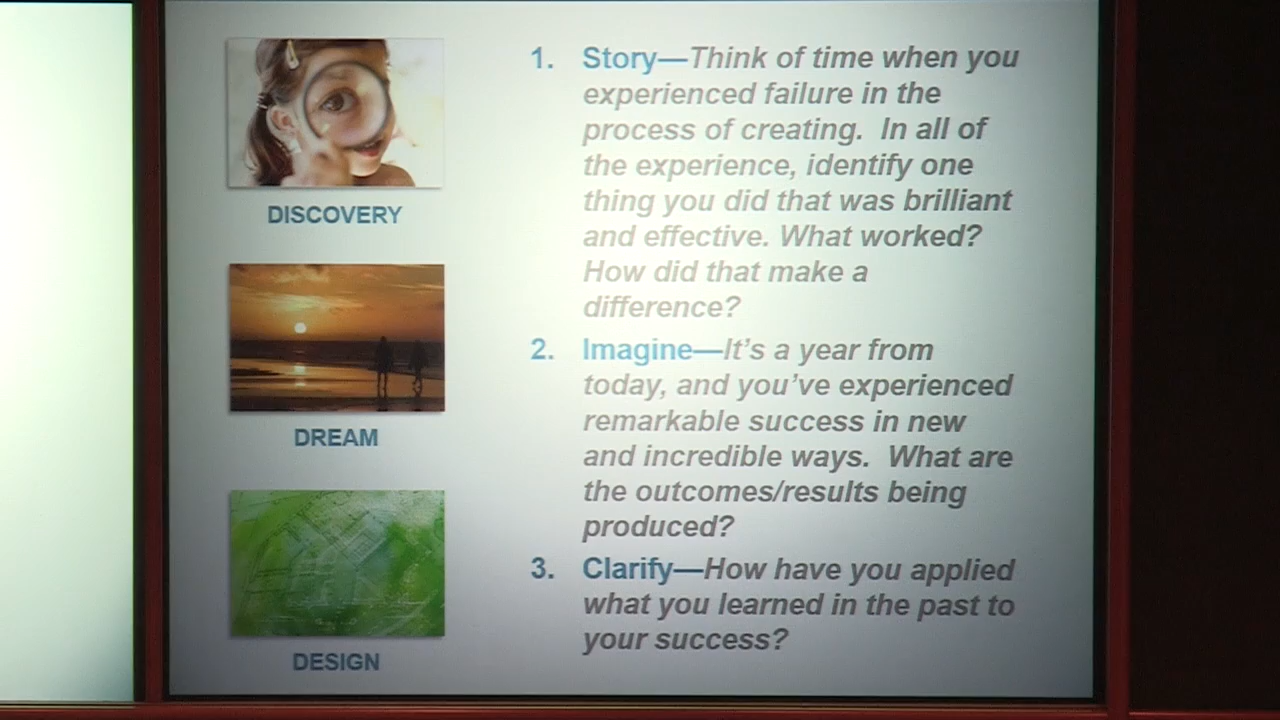 DISCOVERY
DREAM
DESIGN
1. Story—Think of time when you
experienced failure in the
process of creating.  In all of
the experience, identify one
thing you did that was brilliant
and effective. What worked?
How did that make a
difference?
2. Imagine—It's a year from
today, and you've experienced
remarkable success in new
and incredible ways.  What are
the outcomes/results being
produced?
3. Clarify—How have you applied
what you learned in the past to
your success?